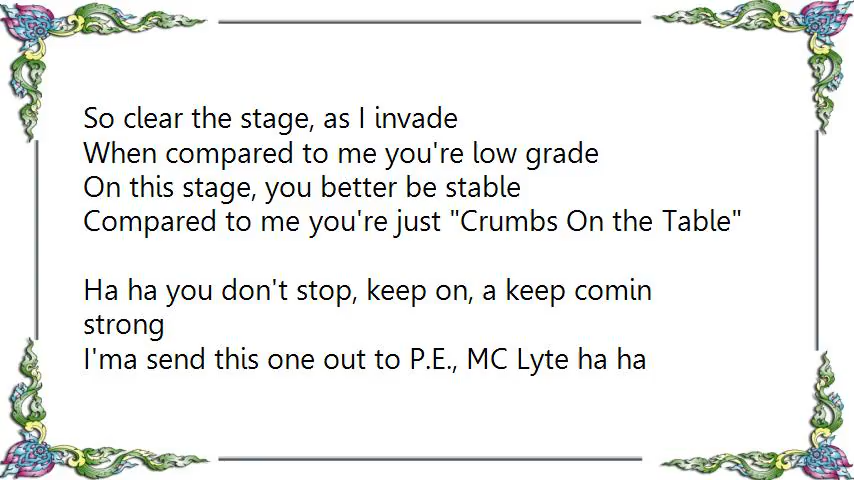 So clear the stage, as I invade
When compared to me you're low grade
On this stage, you better be stable
Compared to me you're just "Crumbs On the Table"
Ha ha you don't stop, keep on, a keep comin
strong
I'ma send this one out to P.E., MC Lyte ha ha